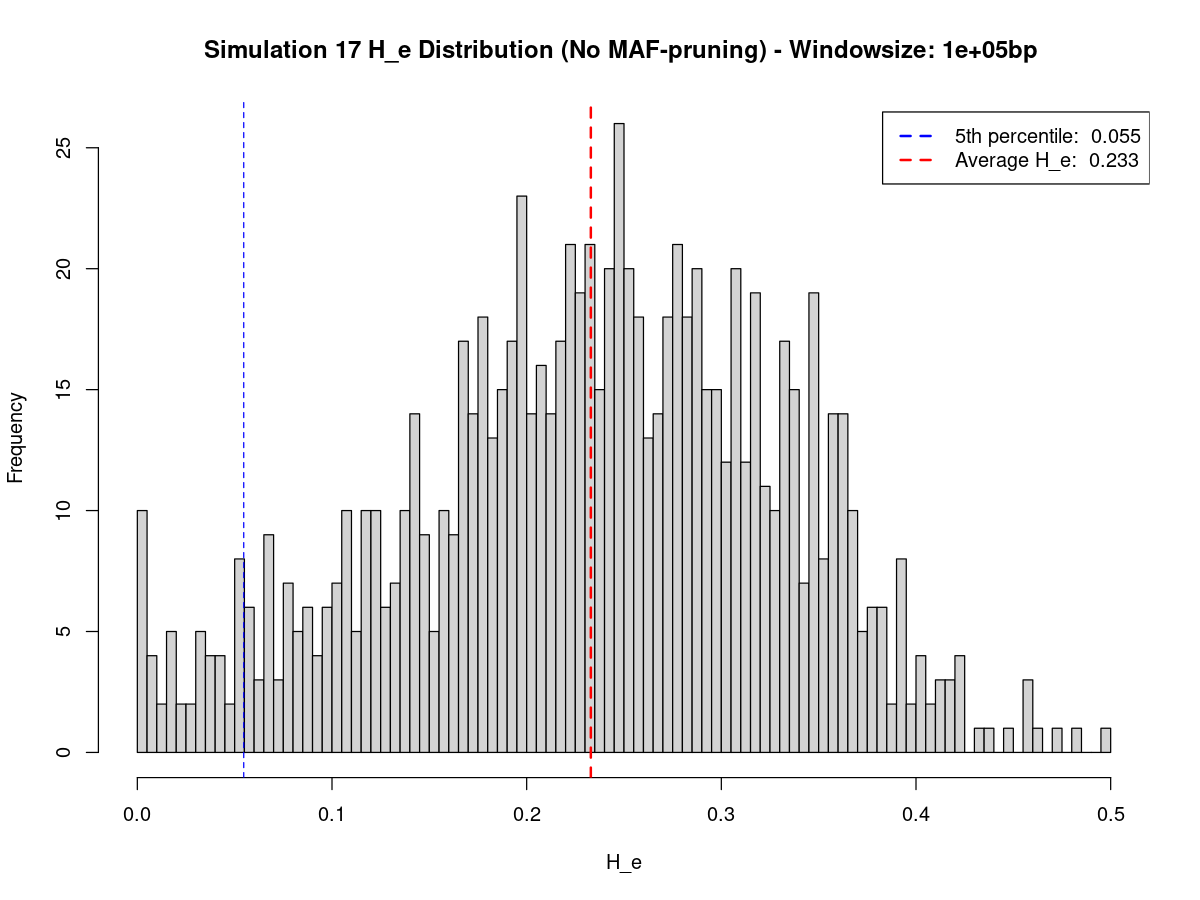 Simulation 17 H_e Distribution (No MAF-pruning) - Windowsize: 1e+05bp
5th percentile:  0.055
Average H_e:  0.233
Frequency
25
20
15
10
5
0
0.0 0.1 0.2 0.3 0.4 0.5
H_e